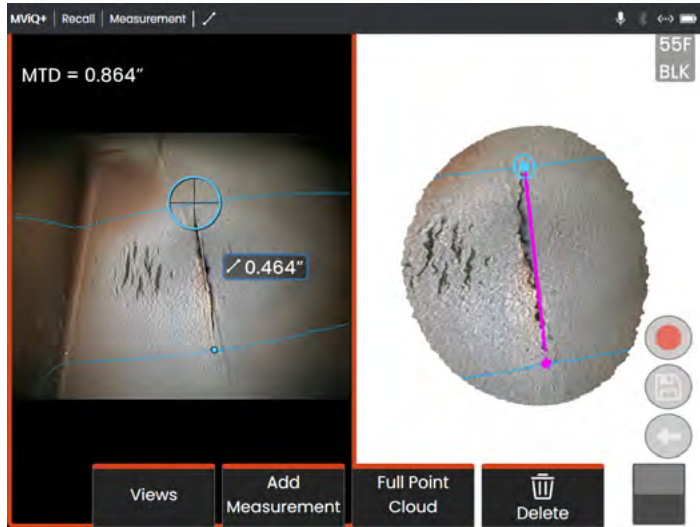 MViQ+ | Recall | Measurement |
MTD = 0.864"
0.464"
55F
BLK
Views
Add
Measurement
Full Point
Cloud
Delete